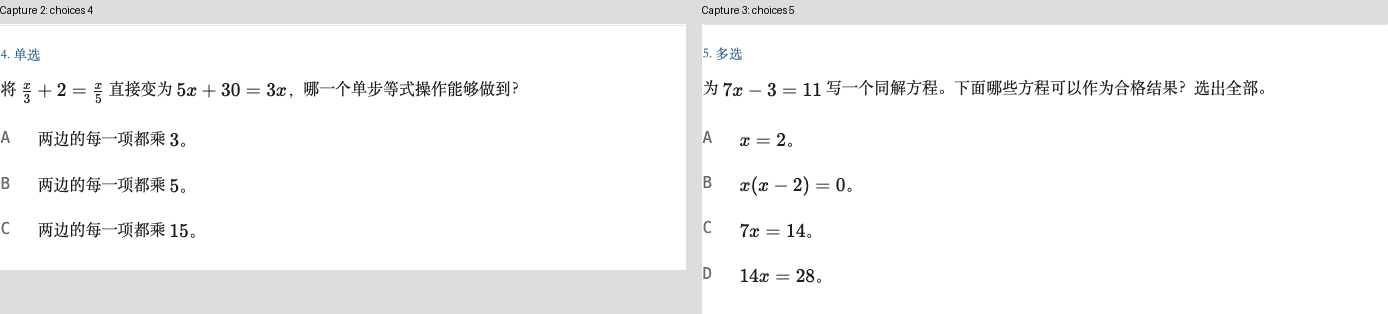 Capture 2: choices 4
4. 单选
将 x/3 + 2 = x/5 直接变为 5x + 30 = 3x，哪一个单步等式操作能够做到？
A 两边的每一项都乘 3。
B 两边的每一项都乘 5。
C 两边的每一项都乘 15。
Capture 3: choices 5
5. 多选
为 7x − 3 = 11 写一个同解方程。下面哪些方程可以作为合格结果？选出全部。
A x = 2。
B x(x − 2) = 0。
C 7x = 14。
D 14x = 28。